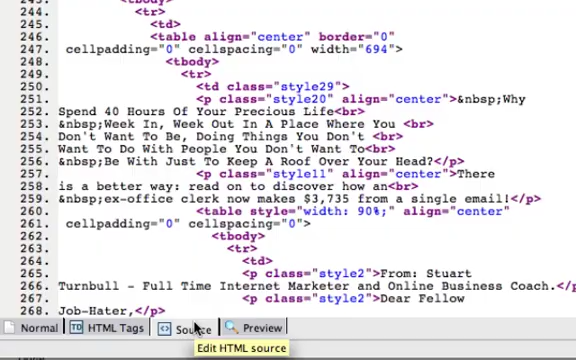 243. <tbody>
244. <tr>
245. <td>
246. <table align="center" border="0"
247. cellpadding="0" cellspacing="0" width="694">
248. <tbody>
249. <tr>
250. <td class="style29">
251. <p class="style20" align="center">&nbsp;Why
252. Spend 40 Hours Of Your Precious Life<br>
253. &nbsp;Week In, Week Out In A Place Where You <br>
254. Don't Want To Be, Doing Things You Don't <br>
255. Want To Do With People You Don't Want To<br>
256. &nbsp;Be With Just To Keep A Roof Over Your Head?</p>
257. <p class="style11" align="center">There
258. is a better way: read on to discover how an<br>
259. &nbsp;ex-office clerk now makes $3,735 from a single email!</p>
260. <table style="width: 90%;" align="center"
261. cellpadding="0" cellspacing="0">
262. <tbody>
263. <tr>
264. <td>
265. <p class="style2">From: Stuart
266. Turnbull - Full Time Internet Marketer and Online Business Coach.</p>
267. <p class="style2">Dear Fellow
268. Job-Hater,</p>
Normal TD HTML Tags <> Source Preview
Edit HTML source